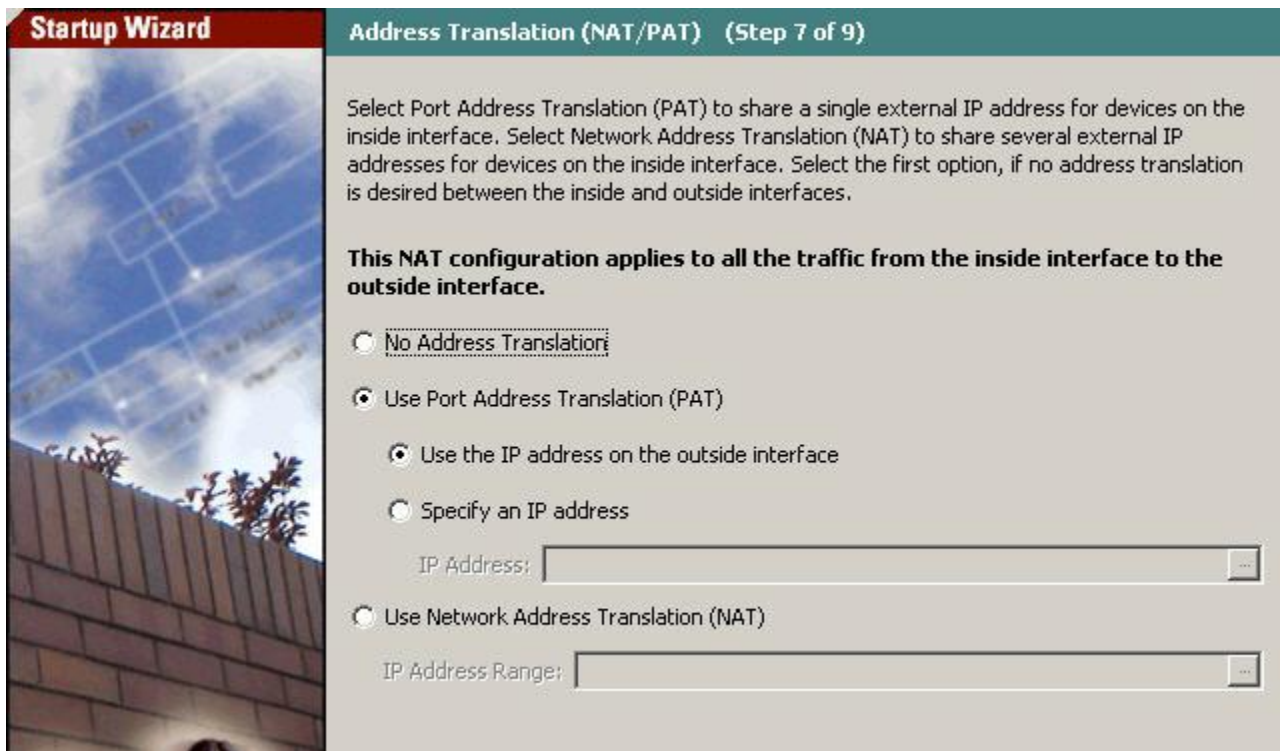 Startup Wizard
Address Translation (NAT/PAT) (Step 7 of 9)
Select Port Address Translation (PAT) to share a single external IP address for devices on the
inside interface. Select Network Address Translation (NAT) to share several external IP
addresses for devices on the inside interface. Select the first option, if no address translation
is desired between the inside and outside interfaces.
This NAT configuration applies to all the traffic from the inside interface to the
outside interface.
No Address Translation
Use Port Address Translation (PAT)
Use the IP address on the outside interface
Specify an IP address
IP Address:
...
Use Network Address Translation (NAT)
IP Address Range:
...